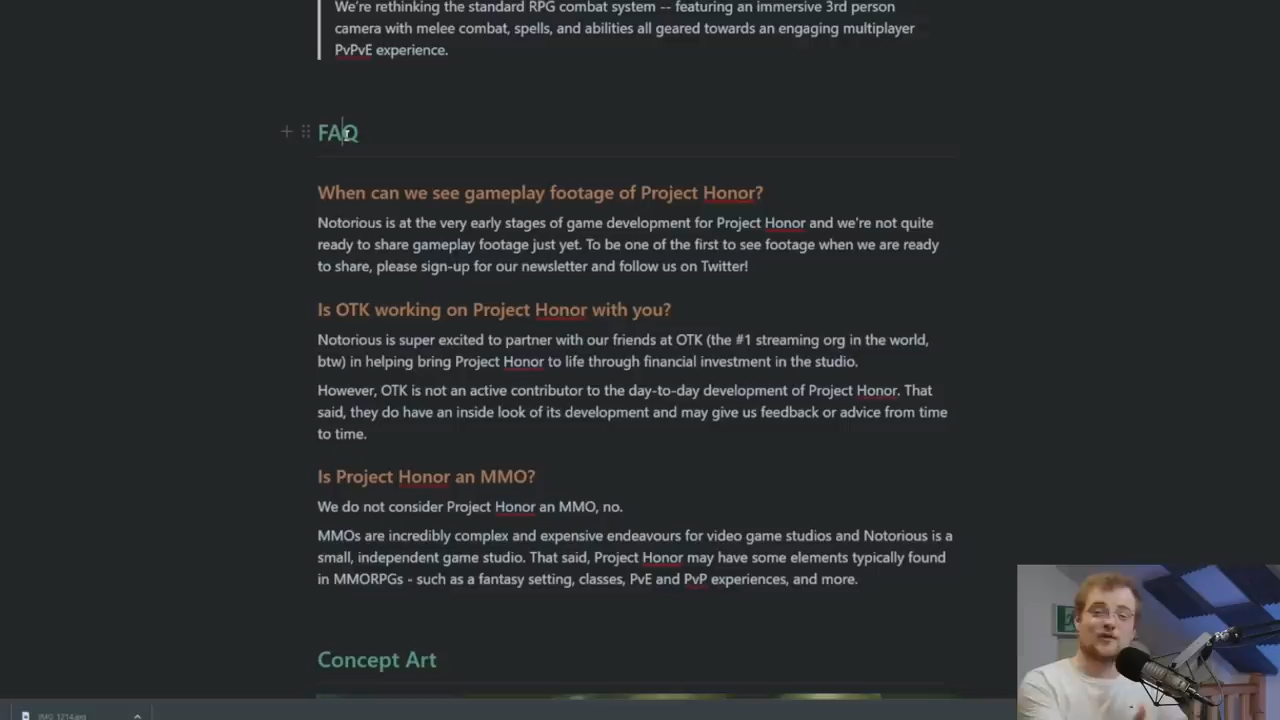 We're rethinking the standard RPG combat system -- featuring an immersive 3rd person
camera with melee combat, spells, and abilities all geared towards an engaging multiplayer
PvPvE experience.
FAQ
When can we see gameplay footage of Project Honor?
Notorious is at the very early stages of game development for Project Honor and we're not quite
ready to share gameplay footage just yet. To be one of the first to see footage when we are ready
to share, please sign-up for our newsletter and follow us on Twitter!
Is OTK working on Project Honor with you?
Notorious is super excited to partner with our friends at OTK (the #1 streaming org in the world,
btw) in helping bring Project Honor to life through financial investment in the studio.
However, OTK is not an active contributor to the day-to-day development of Project Honor. That
said, they do have an inside look of its development and may give us feedback or advice from time
to time.
Is Project Honor an MMO?
We do not consider Project Honor an MMO, no.
MMOs are incredibly complex and expensive endeavours for video game studios and Notorious is a
small, independent game studio. That said, Project Honor may have some elements typically found
in MMORPGs - such as a fantasy setting, classes, PvE and PvP experiences, and more.
Concept Art